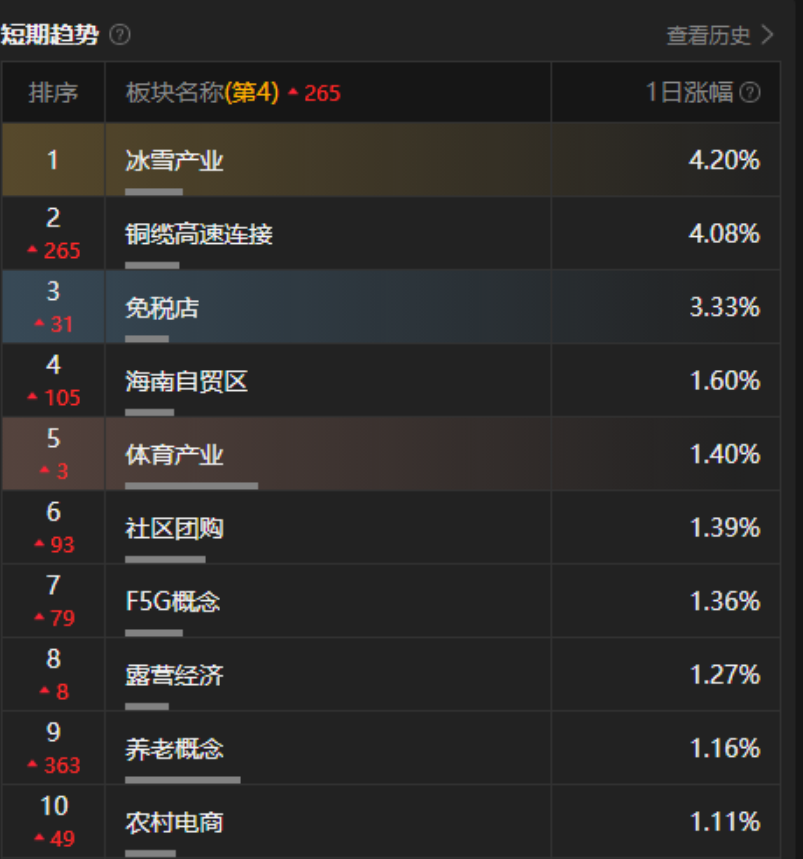 短期趋势 ?
查看历史 >
排序 板块名称(第4) ▲ 265 1日涨幅 ?
1 冰雪产业 4.20%
2 铜缆高速连接 4.08%
▲ 265
3 免税店 3.33%
▲ 31
4 海南自贸区 1.60%
▲ 105
5 体育产业 1.40%
▲ 3
6 社区团购 1.39%
▲ 93
7 F5G概念 1.36%
▲ 79
8 露营经济 1.27%
▲ 8
9 养老概念 1.16%
▲ 363
10 农村电商 1.11%
▲ 49